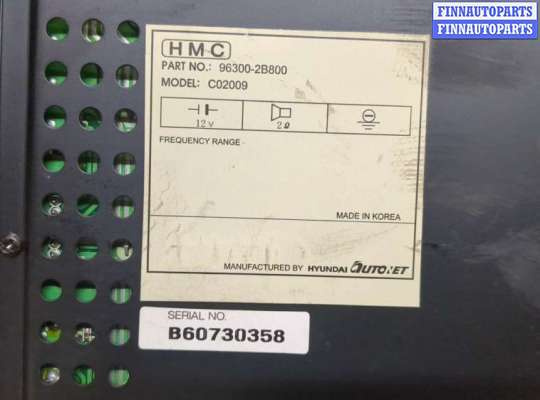 FINNAUTOPARTS
FINNAUTOPARTS
HMC
PART NO.: 96300-2B800
MODEL: C02009
12V
2Ω
FREQUENCY RANGE
MADE IN KOREA
MANUFACTURED BY HYUNDAI AUTONET
SERIAL NO.
B60730358